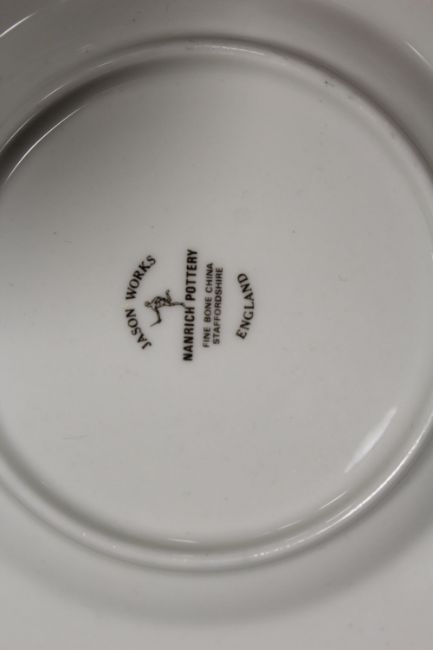 JASON WORKS
NANRICH POTTERY
FINE BONE CHINA
STAFFORDSHIRE
ENGLAND